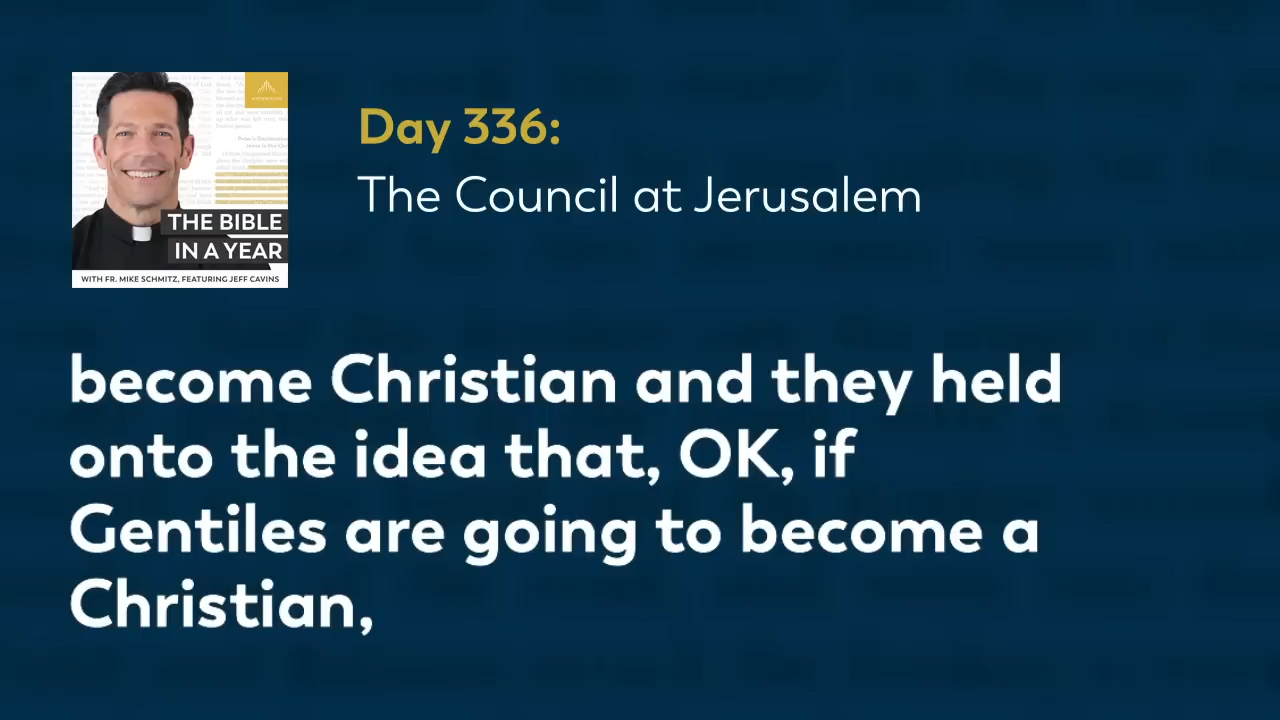 Day 336:
The Council at Jerusalem
THE BIBLE
IN A YEAR
WITH FR. MIKE SCHMITZ, FEATURING JEFF CAVINS
become Christian and they held
onto the idea that, OK, if
Gentiles are going to become a
Christian,